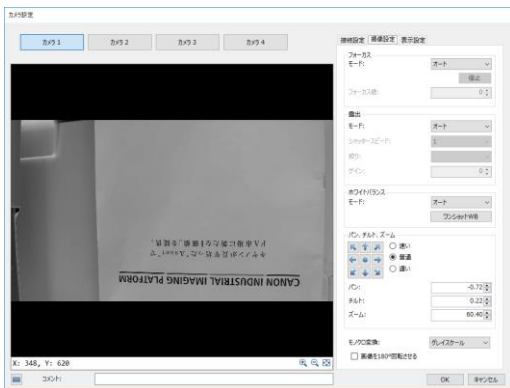 カメラ設定
カメラ1
カメラ2
カメラ3
カメラ4
接続設定 画像設定 表示設定
フォーカス
モード: オート
停止
フォーカス値: 0
露出
モード: オート
シャッタースピード: 1
絞り:
ゲイン: 0
ホワイトバランス
モード: オート
ワンショットWB
パン、チルト、ズーム
速い
普通
遅い
パン: -0.72
チルト: 0.22
ズーム: 60.40
モノクロ変換: グレイスケール
画像を180°回転させる
CANON INDUSTRIAL IMAGING PLATFORM
X: 348, Y: 620
コメント:
OK キャンセル